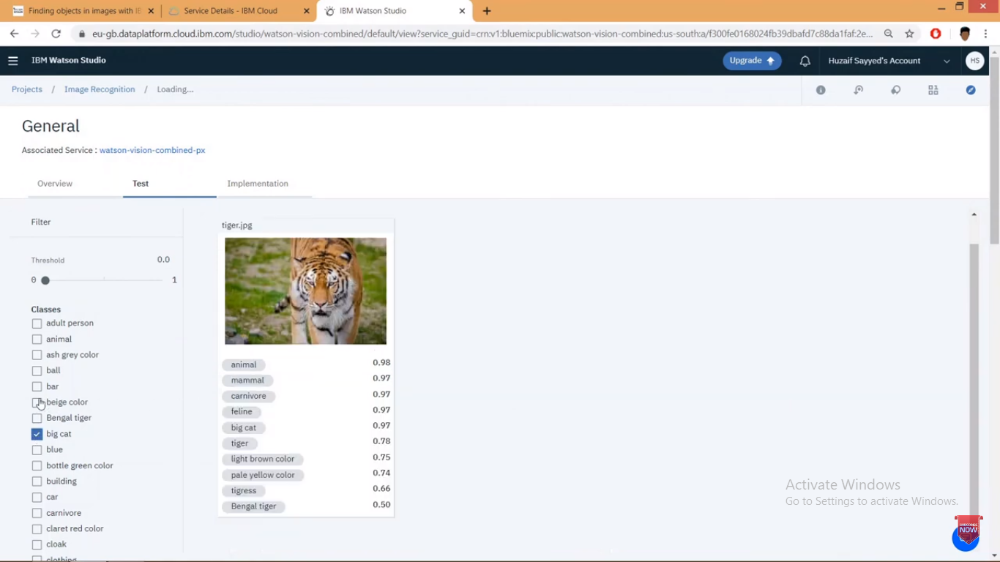 Finding objects in images with IE
Service Details - IBM Cloud
IBM Watson Studio
eu-gb.dataplatform.cloud.ibm.com/studio/watson-vision-combined/default/view?service_guid=crn:v1:bluemix:public:watson-vision-combined:us-south:a/f300fe0168024fb39dbafd7c88da1faf:2e...
IBM Watson Studio
Upgrade
Huzaif Sayyed's Account
HS
Projects / Image Recognition / Loading...
General
Associated Service : watson-vision-combined-px
Overview
Test
Implementation
Filter
Threshold 0.0
0 1
Classes
adult person
animal
ash grey color
ball
bar
beige color
Bengal tiger
big cat
blue
bottle green color
building
car
carnivore
claret red color
cloak
clothing
tiger.jpg
animal 0.98
mammal 0.97
carnivore 0.97
feline 0.97
big cat 0.97
tiger 0.78
light brown color 0.75
pale yellow color 0.74
tigress 0.66
Bengal tiger 0.50
Activate Windows
Go to Settings to activate Windows.
SUBSCRIBE
NOW